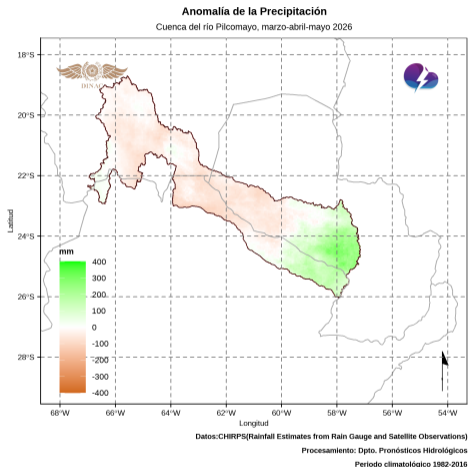 Anomalía de la Precipitación
Cuenca del río Pilcomayo, marzo-abril-mayo 2026
18°S
20°S
22°S
24°S
26°S
28°S
Latitud
DINAC
mm
400
300
200
100
0
-100
-200
-300
-400
68°W
66°W
64°W
62°W
60°W
58°W
56°W
54°W
Longitud
Datos:CHIRPS(Rainfall Estimates from Rain Gauge and Satellite Observations)
Procesamiento: Dpto. Pronósticos Hidrológicos
Periodo climatológico 1982-2016